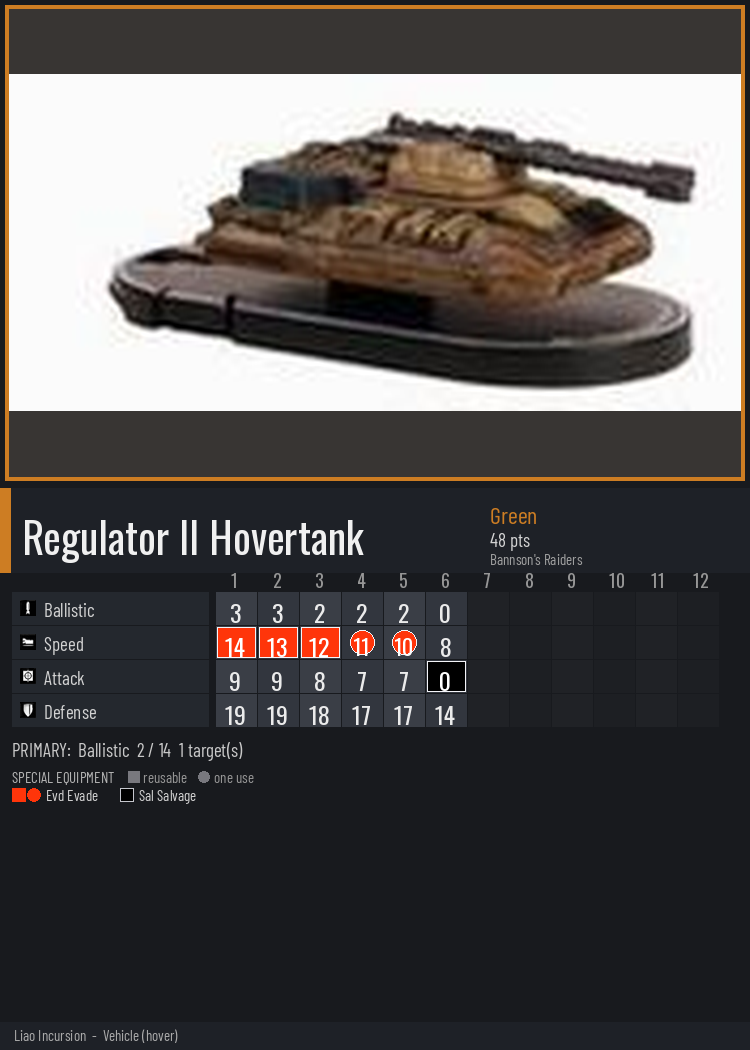 Regulator II Hovertank
Green
48 pts
Bannson's Raiders
1 2 3 4 5 6 7 8 9 10 11 12
Ballistic 3 3 2 2 2 0
Speed 14 13 12 11 10 8
Attack 9 9 8 7 7 0
Defense 19 19 18 17 17 14
PRIMARY: Ballistic 2 / 14 1 target(s)
SPECIAL EQUIPMENT reusable one use
Evd Evade Sal Salvage
Liao Incursion - Vehicle (hover)